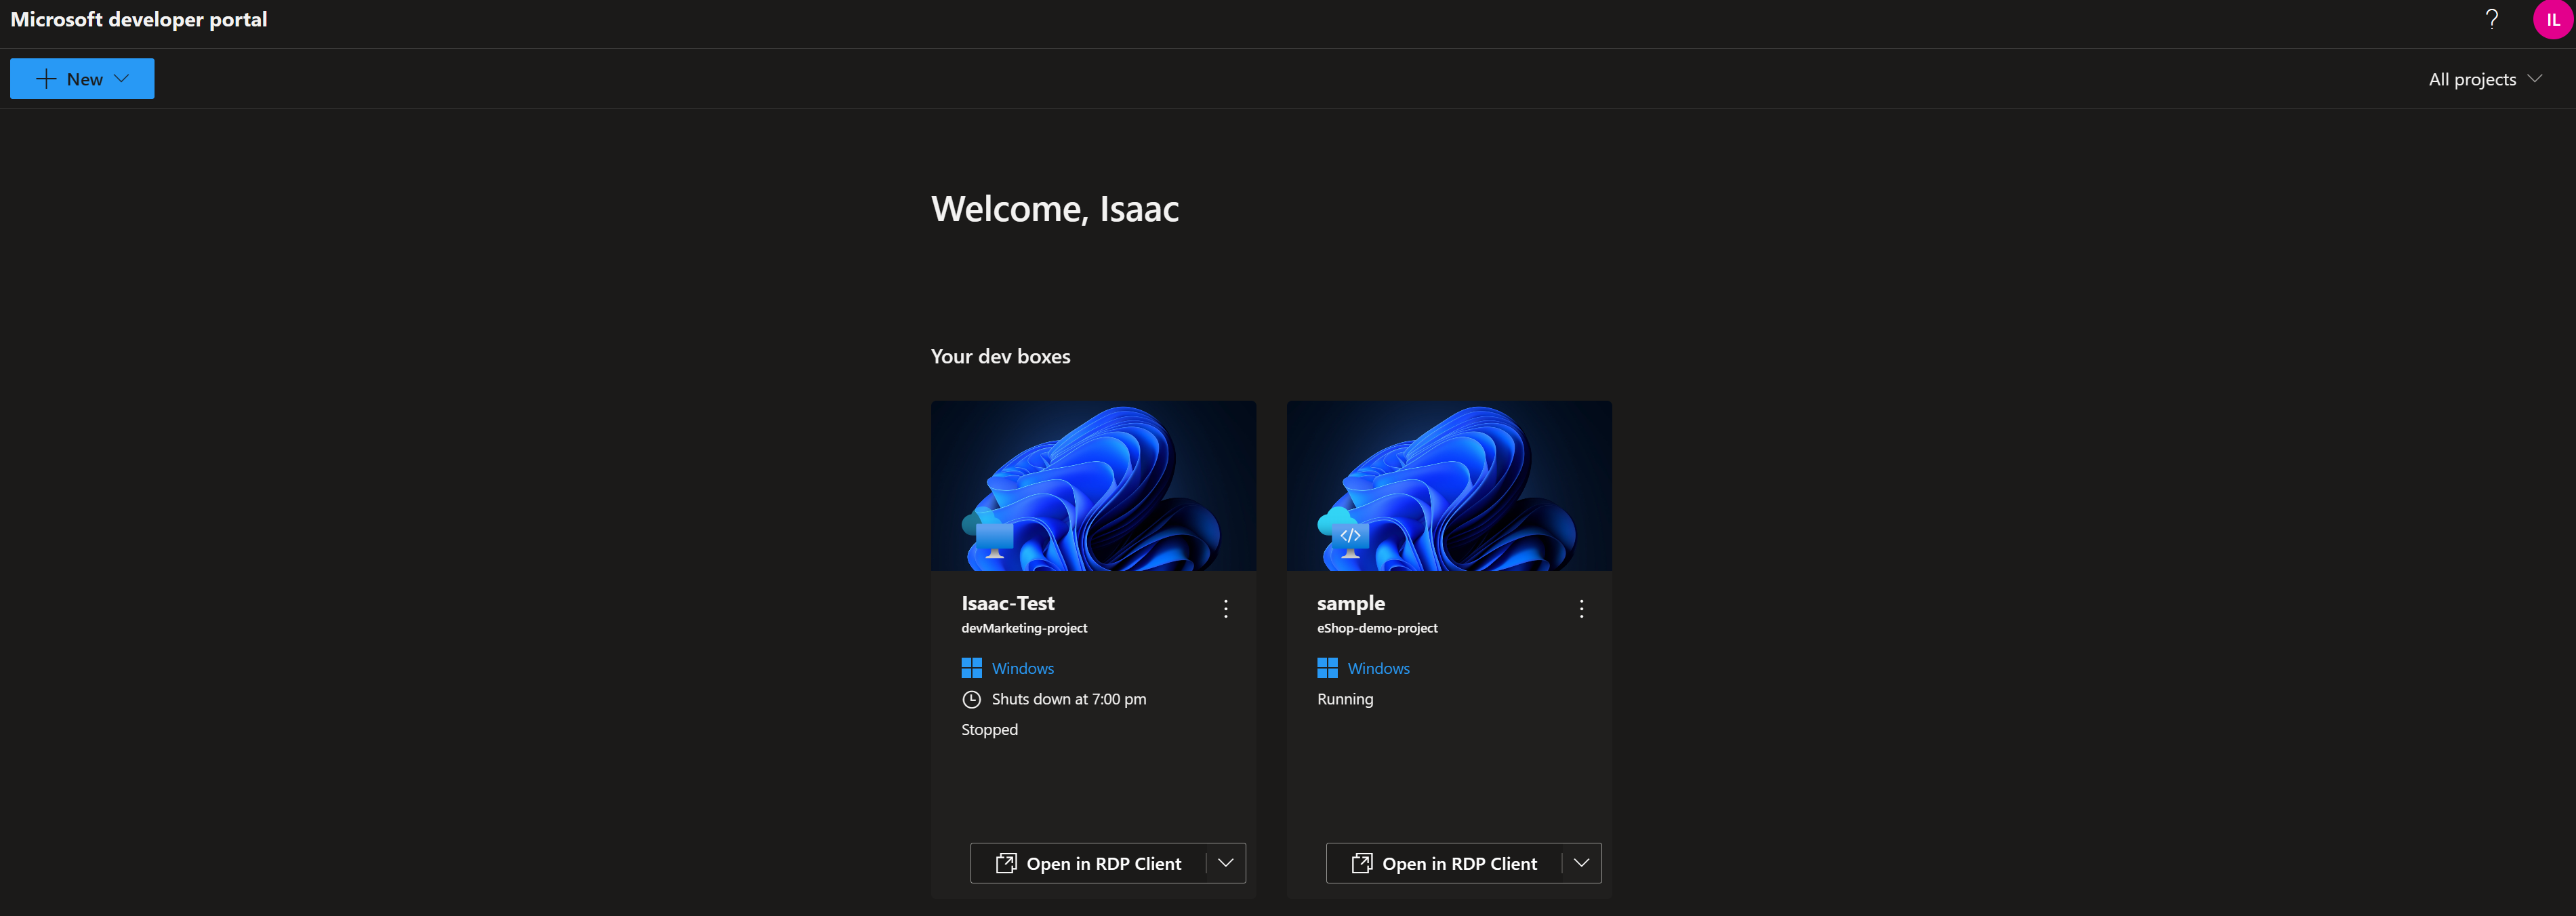 Microsoft developer portal
?
IL
New
All projects
Welcome, Isaac
Your dev boxes
</>
Isaac-Test
devMarketing-project
Windows
Shuts down at 7:00 pm
Stopped
Open in RDP Client
sample
eShop-demo-project
Windows
Running
Open in RDP Client